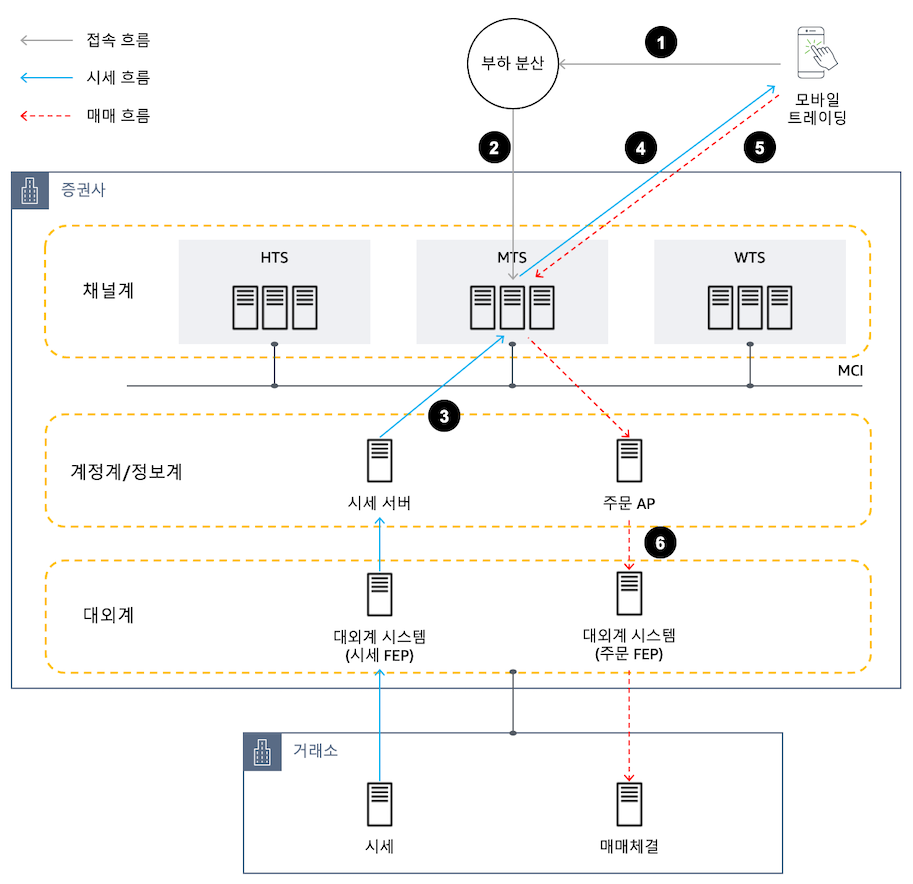 접속 흐름
시세 흐름
매매 흐름
부하 분산
1
모바일
트레이딩
2
4
5
증권사
채널계
HTS
MTS
WTS
MCI
3
계정계/정보계
시세 서버
주문 AP
6
대외계
대외계 시스템
(시세 FEP)
대외계 시스템
(주문 FEP)
거래소
시세
매매체결